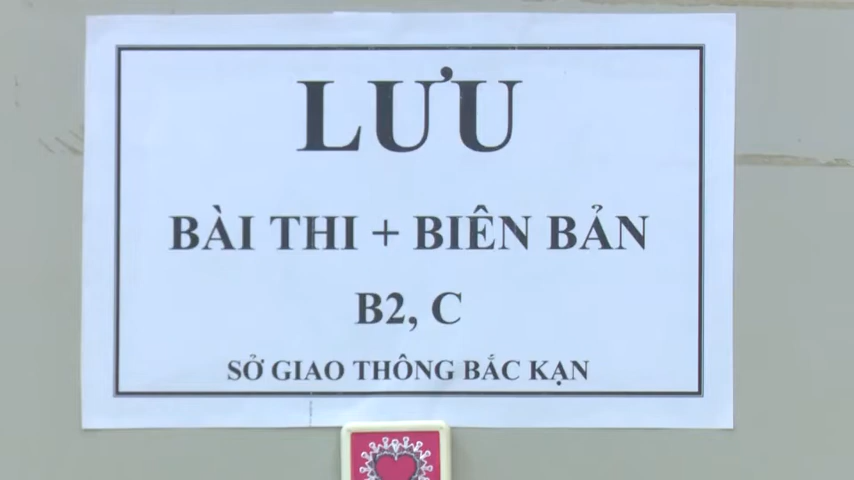 LƯU
BÀI THI + BIÊN BẢN
B2, C
SỞ GIAO THÔNG BẮC KẠN